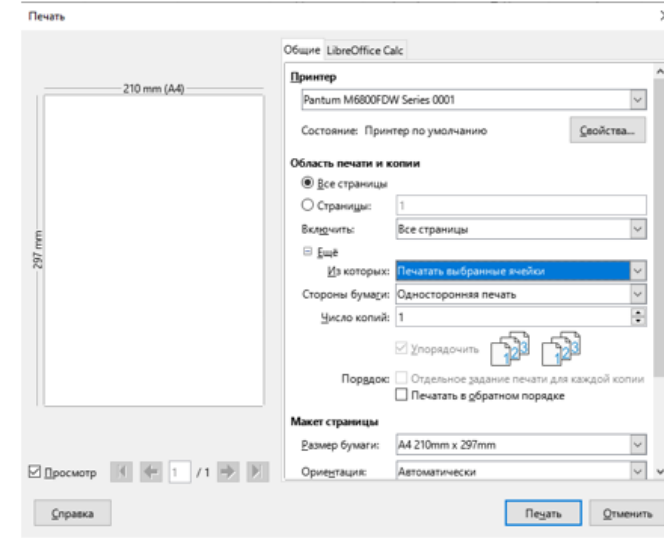 Печать
Общие LibreOffice Calc
210 mm (A4)
297 mm
Принтер
Pantum M6800FDW Series 0001
Состояние: Принтер по умолчанию Свойства...
Область печати и копии
Все страницы
Страницы: 1
Включить: Все страницы
Ещё
Из которых: Печатать выбранные ячейки
Стороны бумаги: Односторонняя печать
Число копий: 1
Упорядочить
Порядок: Отдельное задание печати для каждой копии
Печатать в обратном порядке
Макет страницы
Размер бумаги: A4 210mm x 297mm
Ориентация: Автоматически
Просмотр 1 / 1
Справка Печать Отменить